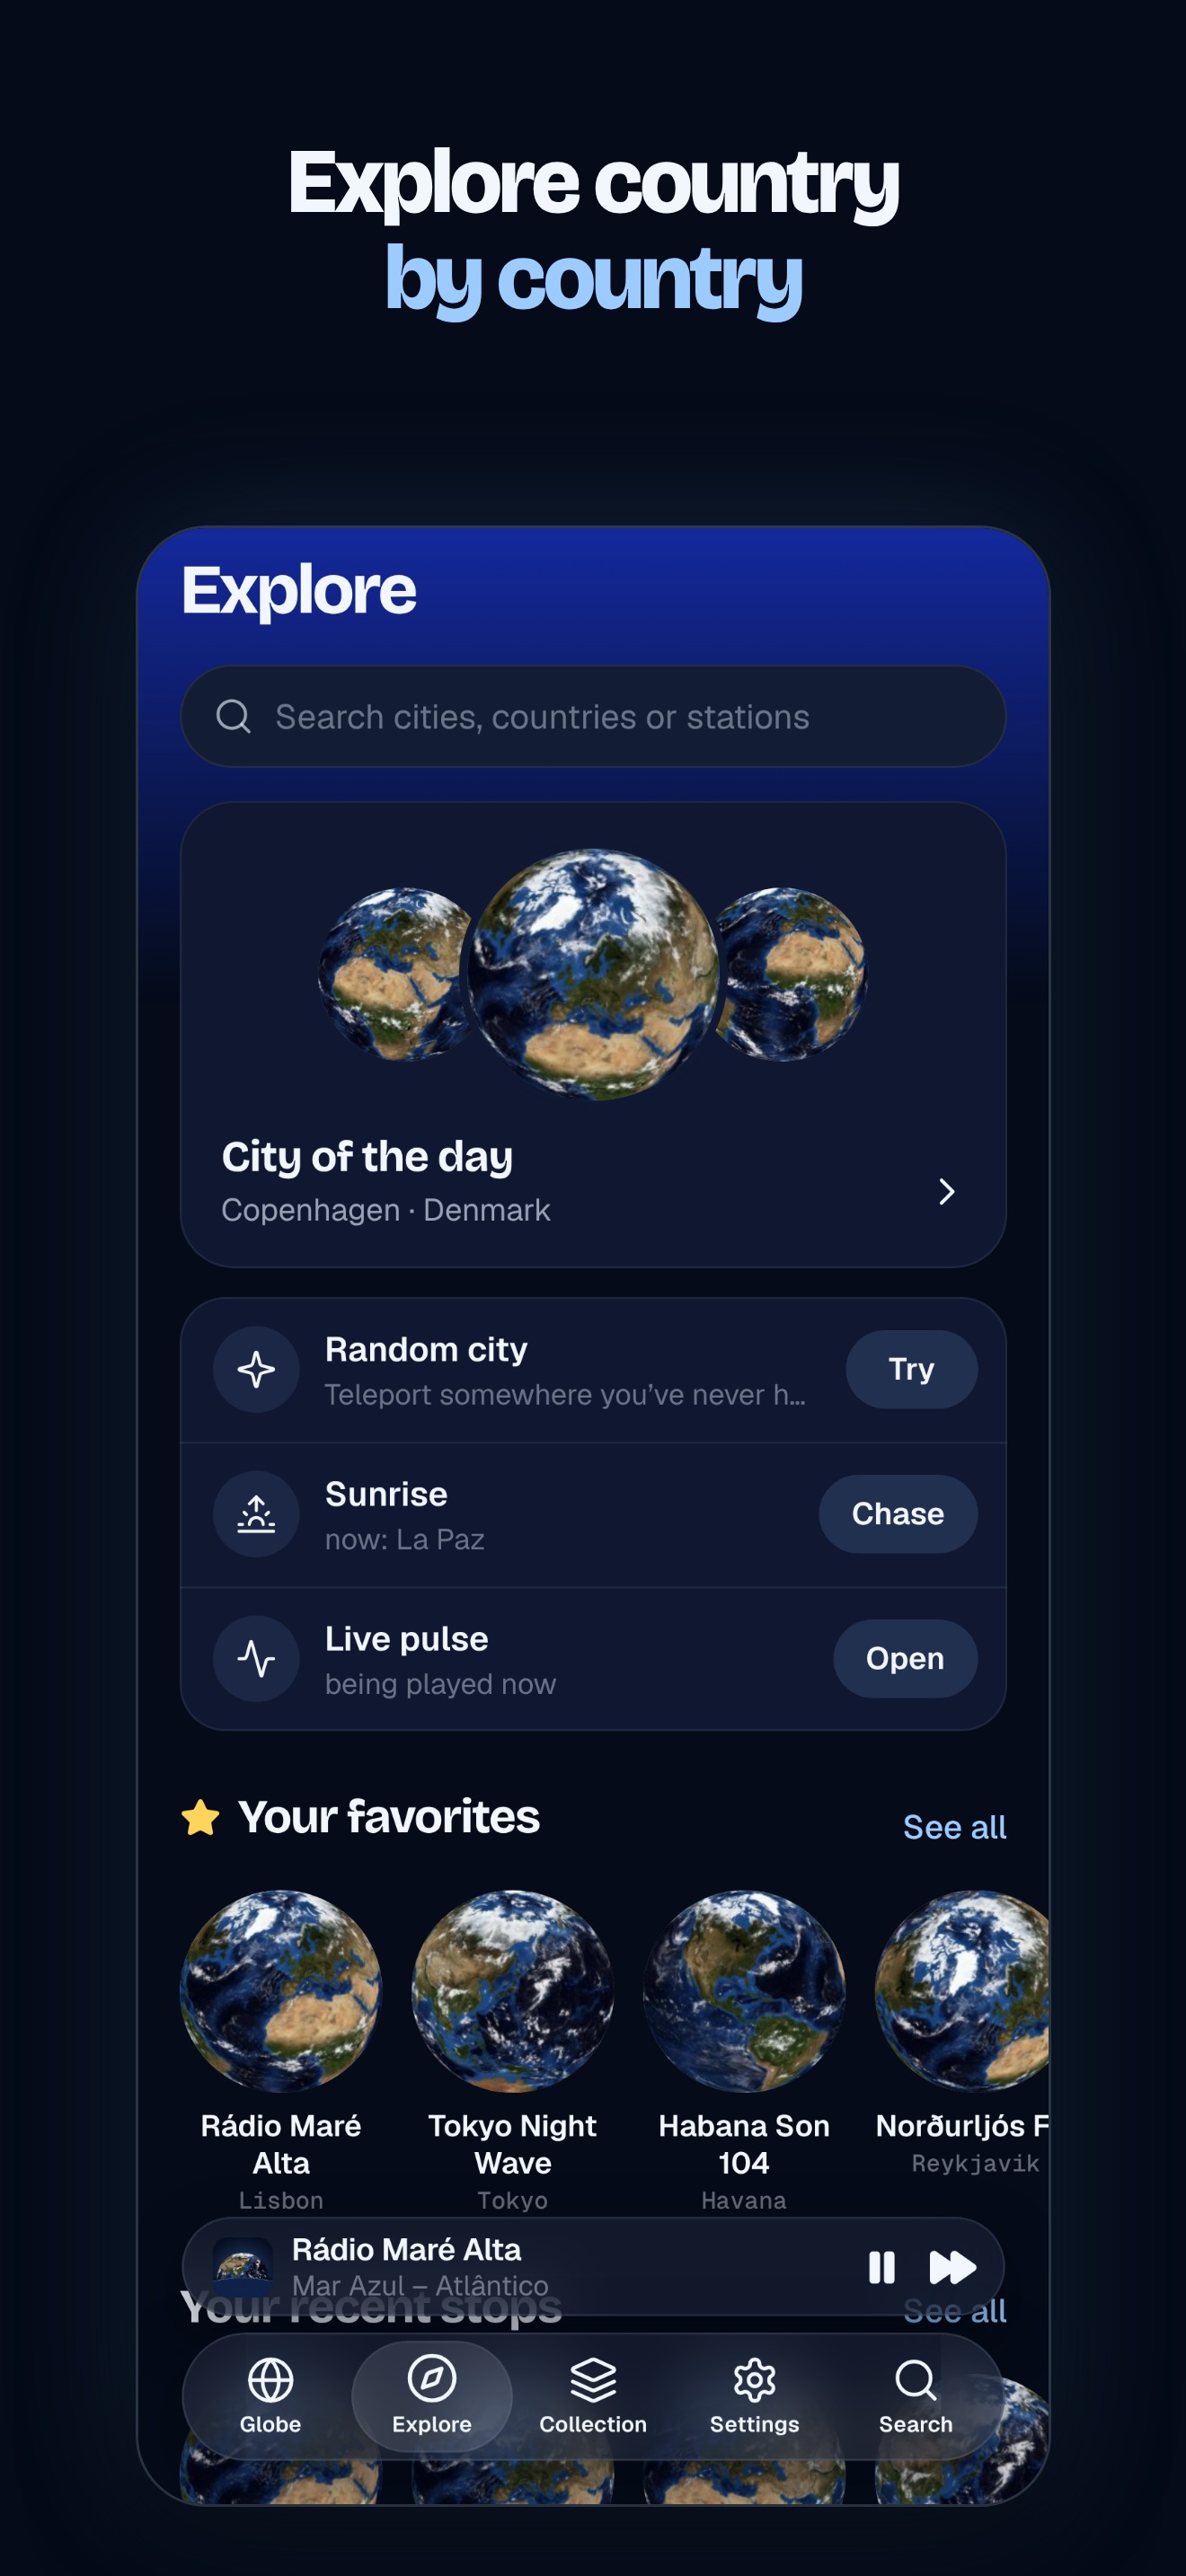 Explore country
by country
Explore
Search cities, countries or stations
City of the day
Copenhagen · Denmark
Random city
Teleport somewhere you’ve never h...
Try
Sunrise
now: La Paz
Chase
Live pulse
being played now
Open
Your favorites
See all
Rádio Maré
Alta
Lisbon
Tokyo Night
Wave
Tokyo
Habana Son
104
Havana
Norðurljós F
Reykjavik
Rádio Maré Alta
Mar Azul – Atlântico
Your recent stops
See all
Globe
Explore
Collection
Settings
Search